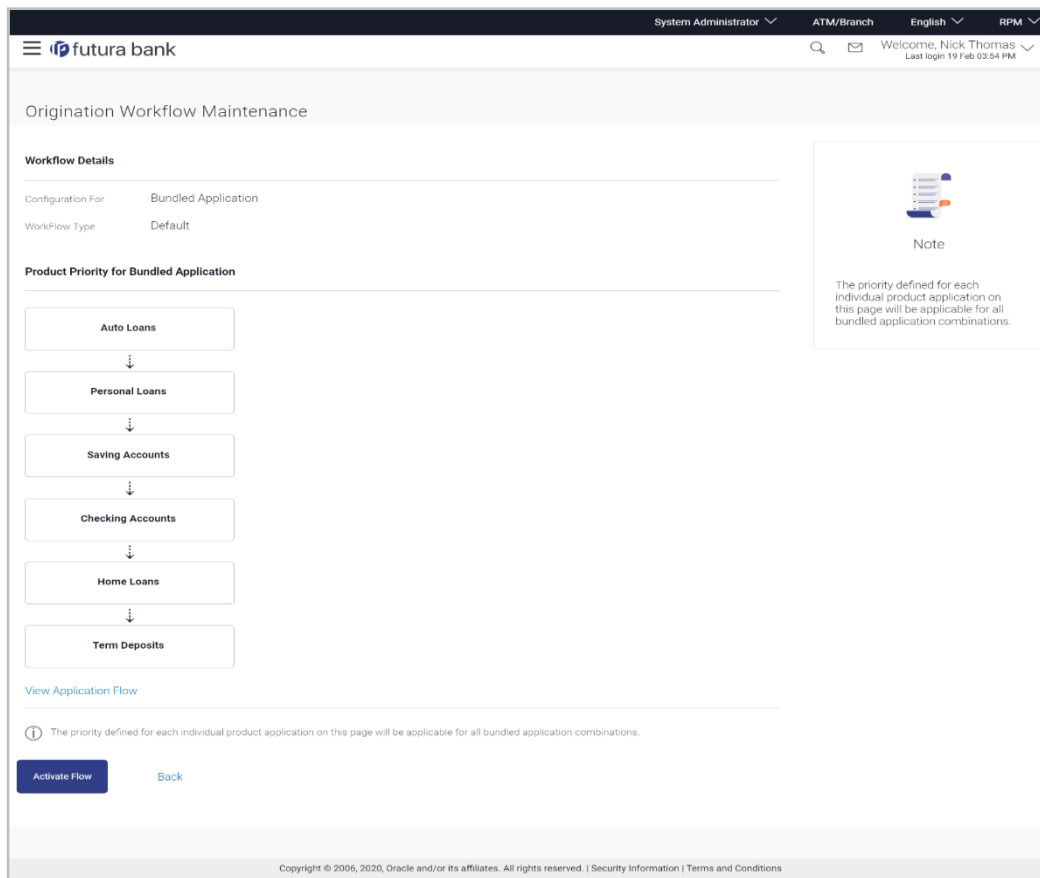 System Administrator ATM/Branch English RPM
futura bank
Welcome, Nick Thomas
Last login 19 Feb 03:54 PM
Origination Workflow Maintenance
Workflow Details
Configuration For Bundled Application
WorkFlow Type Default
Product Priority for Bundled Application
Auto Loans
Personal Loans
Saving Accounts
Checking Accounts
Home Loans
Term Deposits
View Application Flow
The priority defined for each individual product application on this page will be applicable for all bundled application combinations.
Activate Flow Back
Note
The priority defined for each
individual product application on
this page will be applicable for all
bundled application combinations.
Copyright © 2006, 2020, Oracle and/or its affiliates. All rights reserved. | Security Information | Terms and Conditions